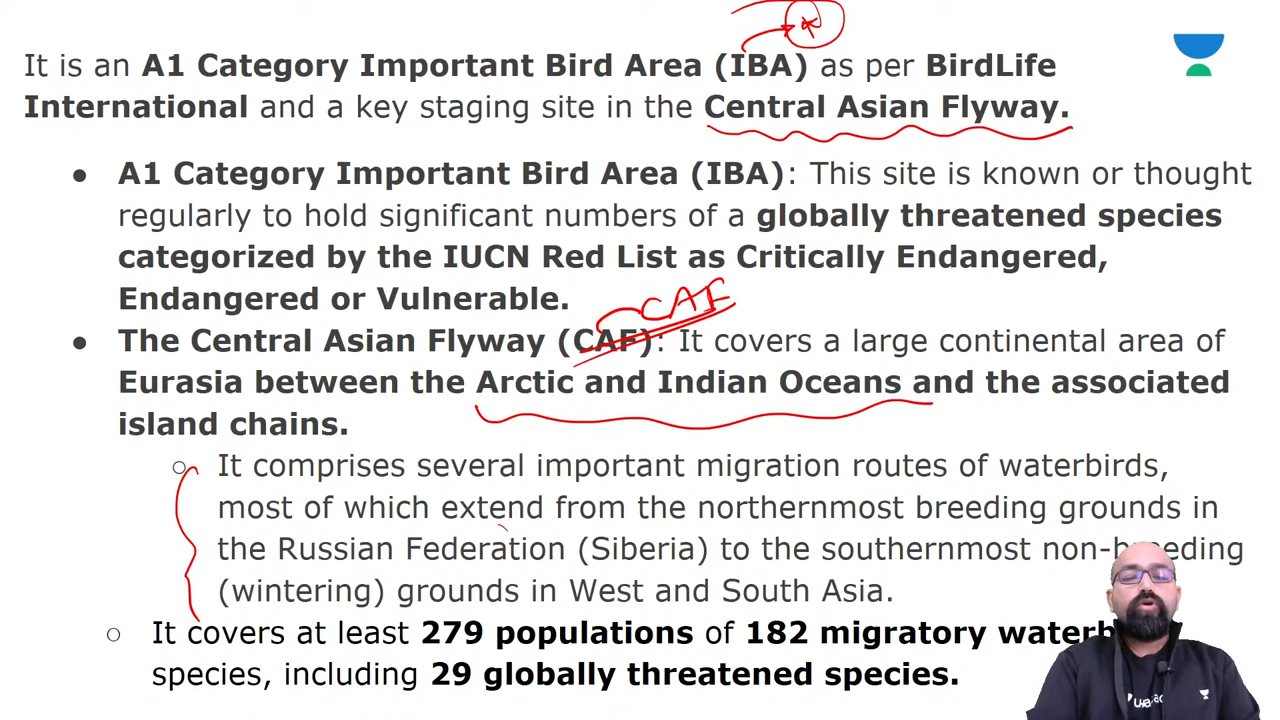 It is an A1 Category Important Bird Area (IBA) as per BirdLife
International and a key staging site in the Central Asian Flyway.
● A1 Category Important Bird Area (IBA): This site is known or thought
regularly to hold significant numbers of a globally threatened species
categorized by the IUCN Red List as Critically Endangered,
Endangered or Vulnerable.
CAF
● The Central Asian Flyway (CAF): It covers a large continental area of
Eurasia between the Arctic and Indian Oceans and the associated
island chains.
○ It comprises several important migration routes of waterbirds,
most of which extend from the northernmost breeding grounds in
the Russian Federation (Siberia) to the southernmost non-breeding
(wintering) grounds in West and South Asia.
○ It covers at least 279 populations of 182 migratory
species, including 29 globally threatened species.